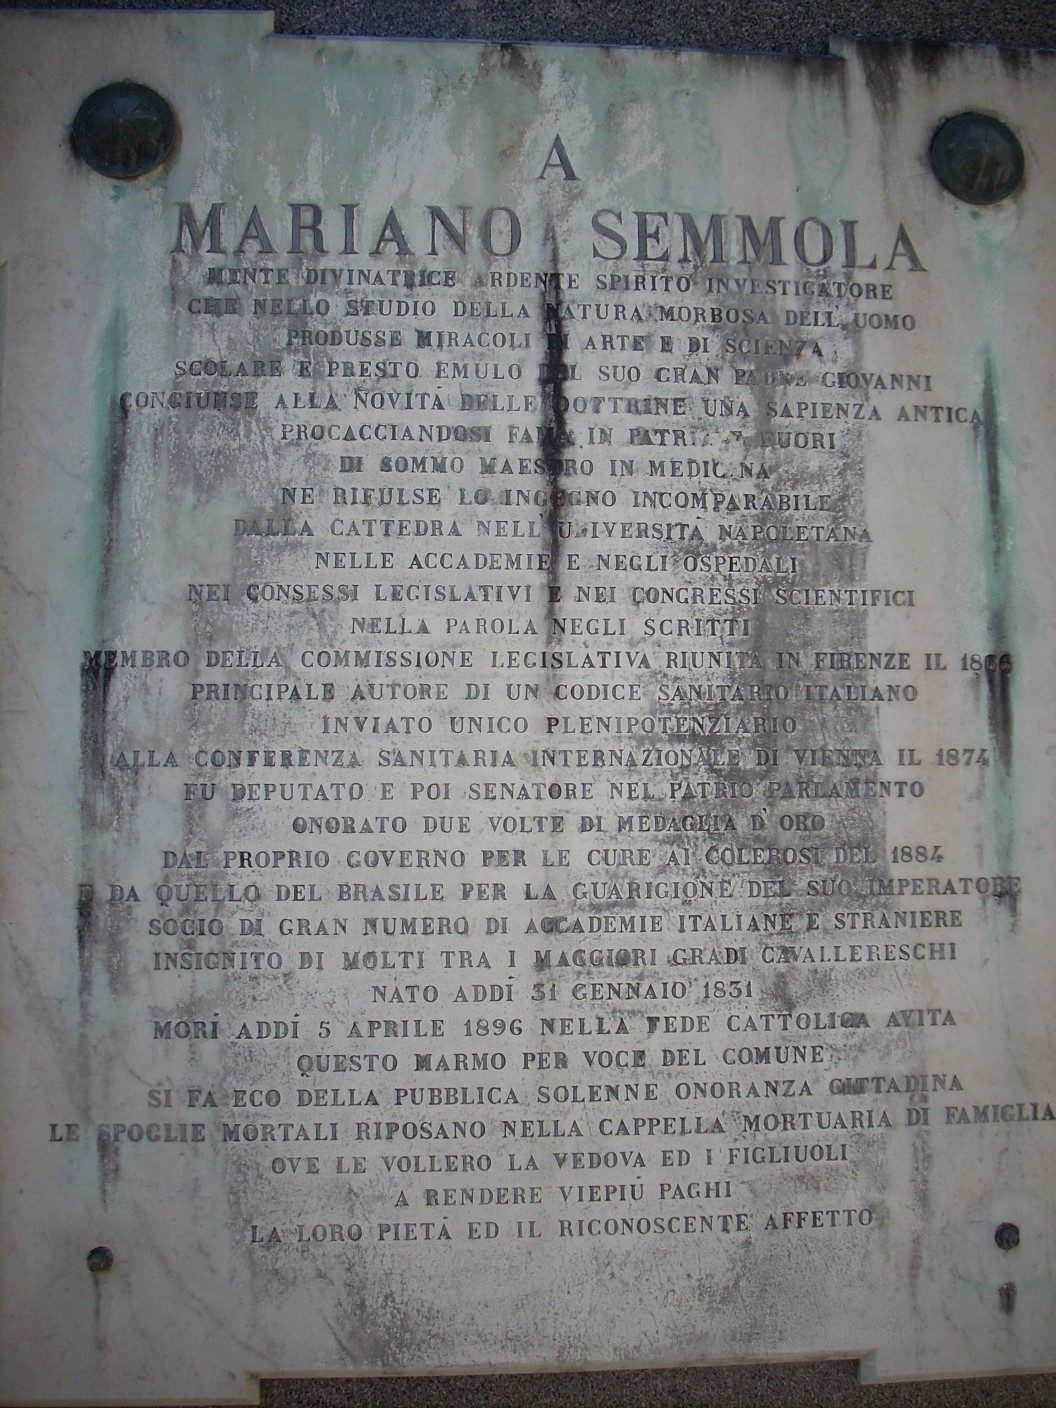 A
MARIANO SEMMOLA
MENTE DIVINATRICE ARDENTE SPIRITO INVESTIGATORE
CHE NELLO STUDIO DELLA NATURA MORBOSA DELL'UOMO
PRODUSSE MIRACOLI DI ARTE E DI SCIENZA
SCOLARE E PRESTO EMULO DEL SUO GRAN PADRE GIOVANNI
CONGIUNSE ALLA NOVITÀ DELLE DOTTRINE UNA SAPIENZA ANTICA
PROCACCIANDOSI FAMA IN PATRIA E FUORI
DI SOMMO MAESTRO IN MEDICINA
NE RIFULSE LO INGEGNO INCOMPARABILE
DALLA CATTEDRA NELL'UNIVERSITÀ NAPOLETANA
NELLE ACCADEMIE E NEGLI OSPEDALI
NEI CONSESSI LEGISLATIVI E NEI CONGRESSI SCIENTIFICI
NELLA PAROLA NEGLI SCRITTI
MEMBRO DELLA COMMISSIONE LEGISLATIVA RIUNITA IN FIRENZE IL 1866
PRINCIPALE AUTORE DI UN CODICE SANITARIO ITALIANO
INVIATO UNICO PLENIPOTENZIARIO
ALLA CONFERENZA SANITARIA INTERNAZIONALE DI VIENNA IL 1874
FU DEPUTATO E POI SENATORE NEL PATRIO PARLAMENTO
ONORATO DUE VOLTE DI MEDAGLIA D'ORO
DAL PROPRIO GOVERNO PER LE CURE AI COLEROSI DEL 1884
E DA QUELLO DEL BRASILE PER LA GUARIGIONE DEL SUO IMPERATORE
SOCIO DI GRAN NUMERO DI ACCADEMIE ITALIANE E STRANIERE
INSIGNITO DI MOLTI TRA I MAGGIORI GRADI CAVALLERESCHI
NATO ADDÌ 31 GENNAIO 1831
MORÌ ADDÌ 5 APRILE 1896 NELLA FEDE CATTOLICA AVITA
QUESTO MARMO PER VOCE DEL COMUNE
SI FA ECO DELLA PUBBLICA SOLENNE ONORANZA CITTADINA
LE SPOGLIE MORTALI RIPOSANO NELLA CAPPELLA MORTUARIA DI FAMIGLIA
OVE LE VOLLERO LA VEDOVA ED I FIGLIUOLI
A RENDERE VIEPIÙ PAGHI
LA LORO PIETÀ ED IL RICONOSCENTE AFFETTO